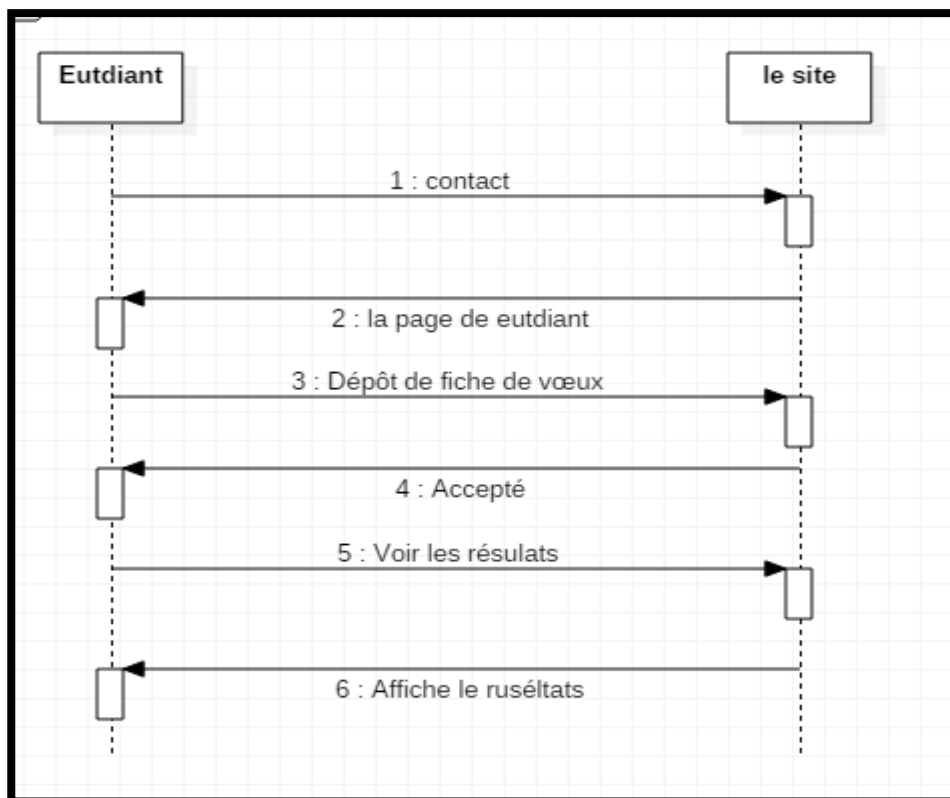 Eutdiant
le site
1 : contact
2 : la page de eutdiant
3 : Dépôt de fiche de vœux
4 : Accepté
5 : Voir les résulats
6 : Affiche le ruséltats